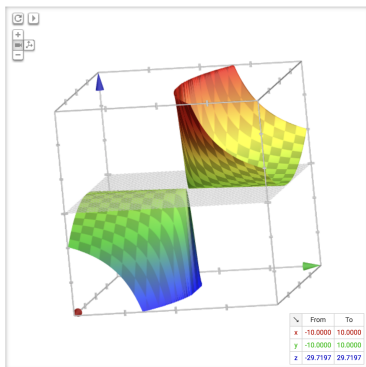 +
−
From To
x -10.0000 10.0000
y -10.0000 10.0000
z -29.7197 29.7197